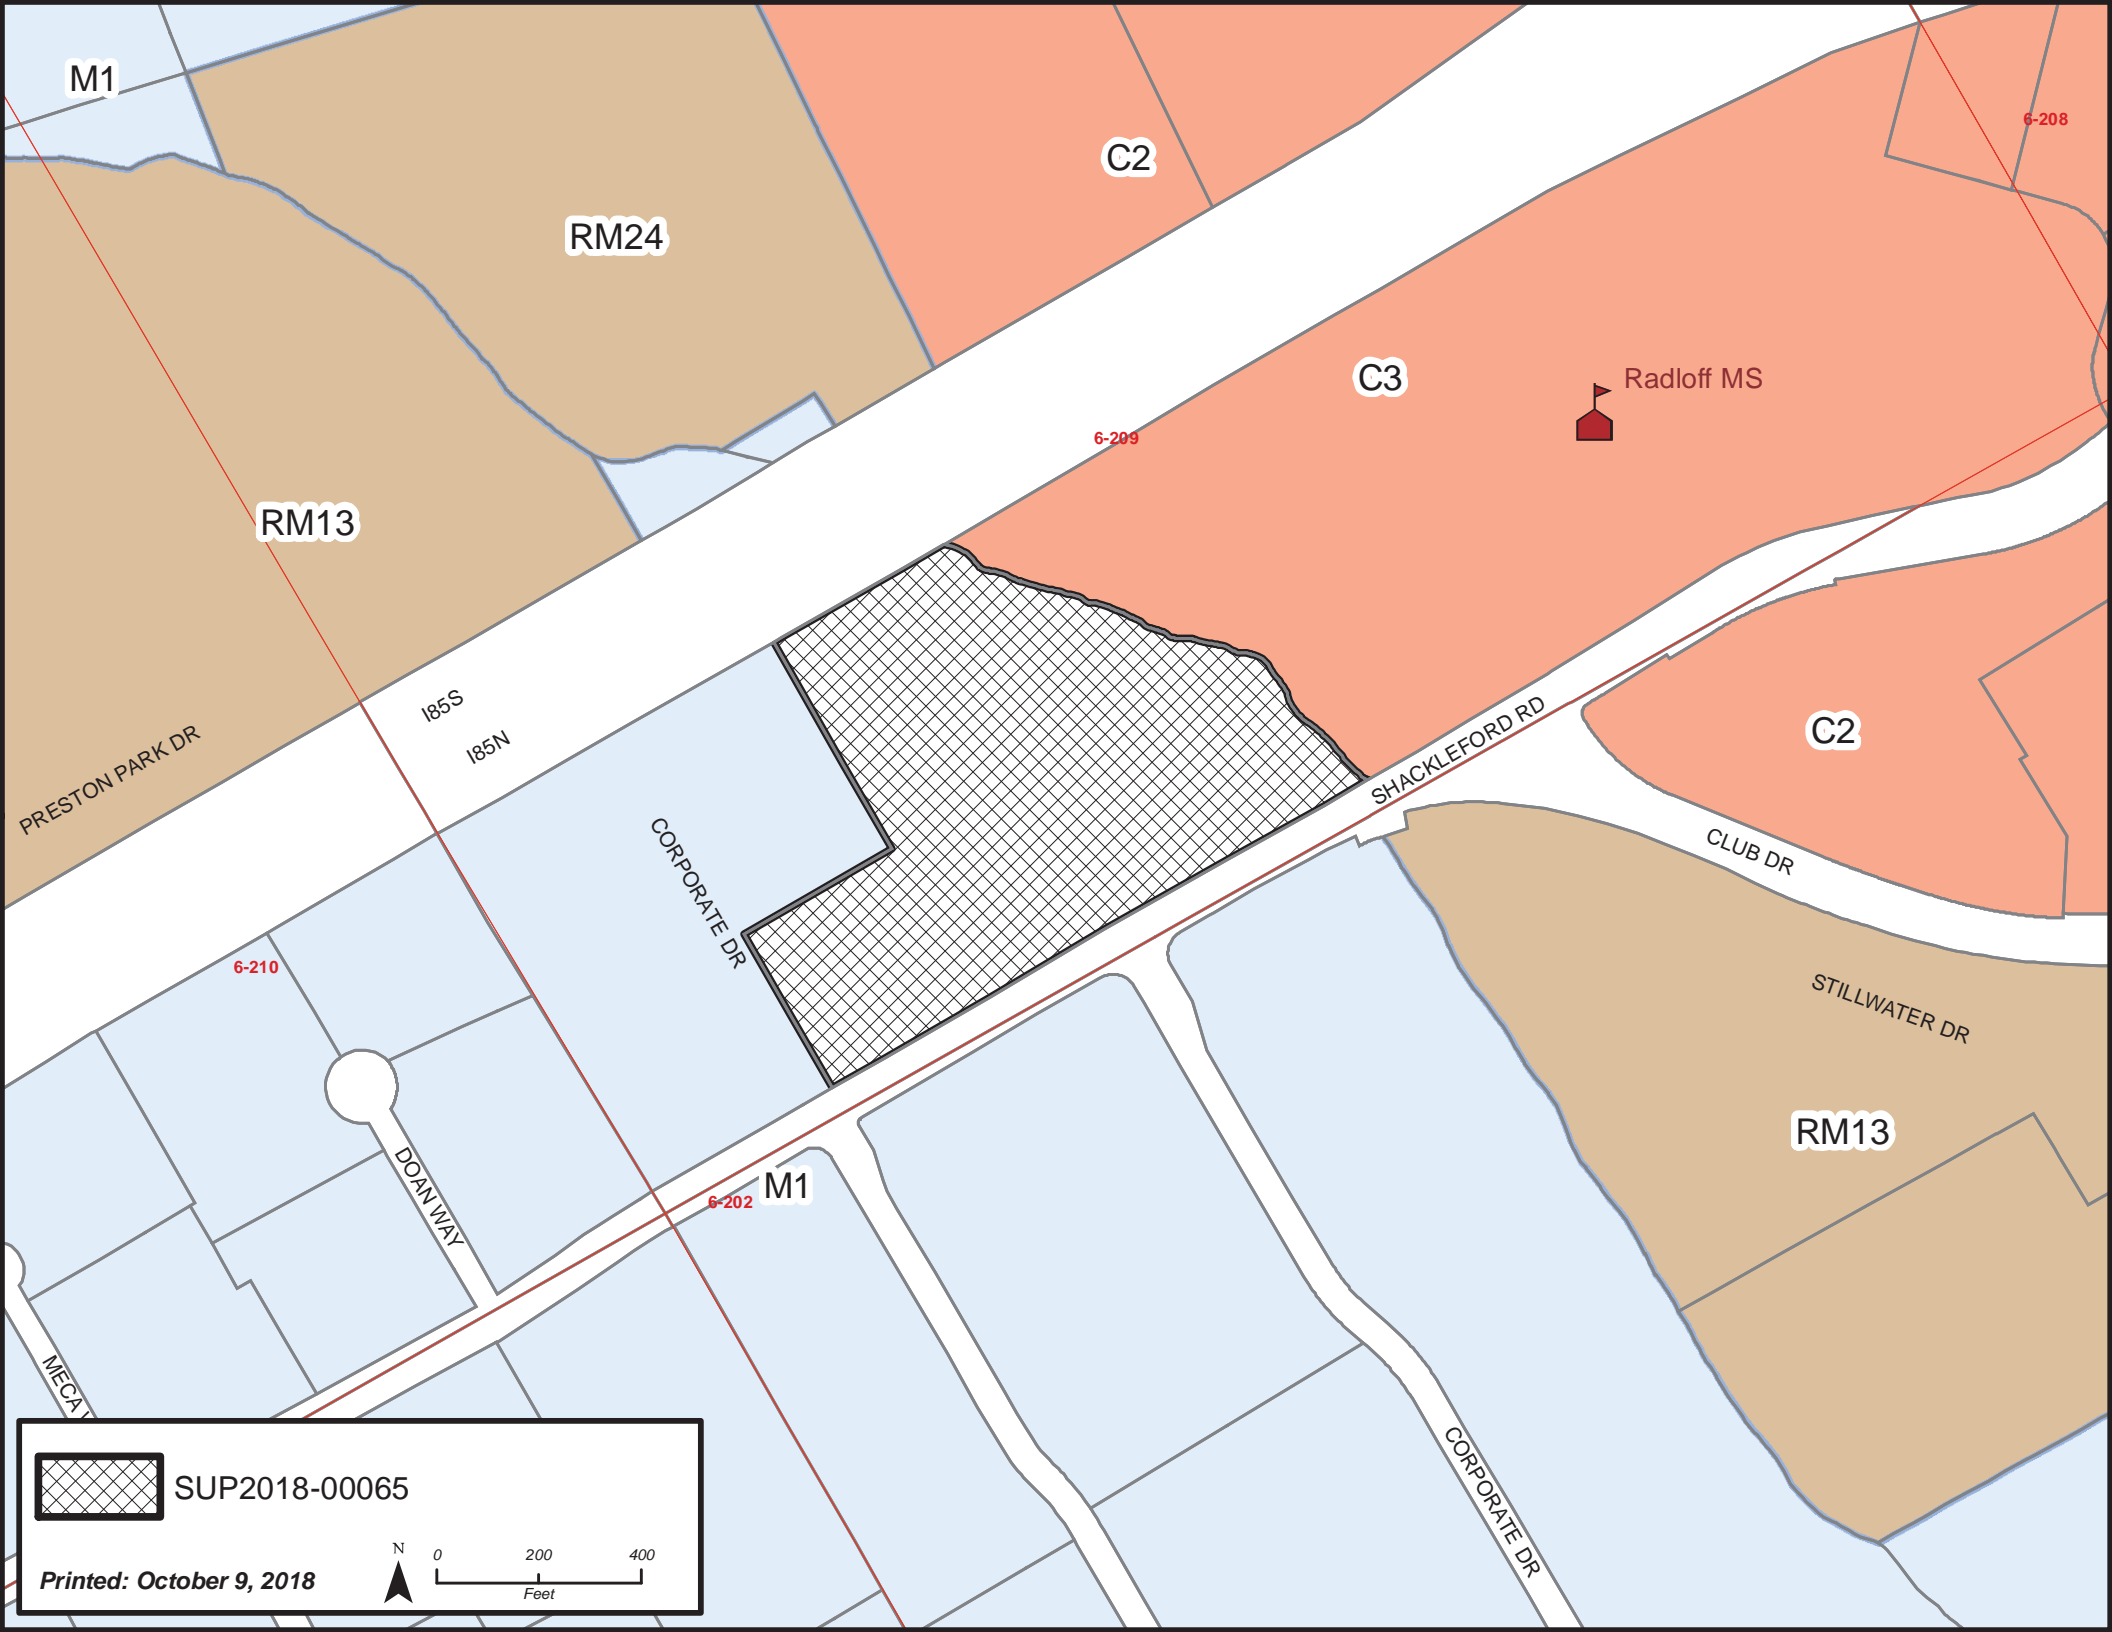 M1
6-208
C2
RM24
C3
Radloff MS
6-209
RM13
I85S
I85N
PRESTON PARK DR
SHACKLEFORD RD
C2
CORPORATE DR
CLUB DR
6-210
STILLWATER DR
RM13
DOAN WAY
M1
6-202
MECA
CORPORATE DR
SUP2018-00065
N
0 200 400
Feet
Printed: October 9, 2018